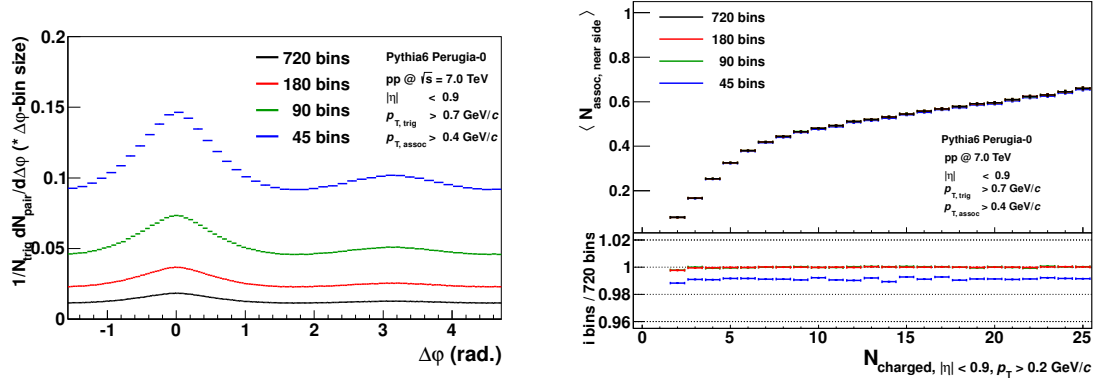 1/N_trig dN_pair/dΔφ (* Δφ-bin size)
0.2
0.15
0.1
0.05
0
720 bins
180 bins
90 bins
45 bins
Pythia6 Perugia-0
pp @ √s = 7.0 TeV
|η| < 0.9
p_T, trig > 0.7 GeV/c
p_T, assoc > 0.4 GeV/c
-1 0 1 2 3 4
Δφ (rad.)
⟨ N_assoc, near side ⟩
1
0.8
0.6
0.4
0.2
720 bins
180 bins
90 bins
45 bins
Pythia6 Perugia-0
pp @ 7.0 TeV
|η| < 0.9
p_T, trig > 0.7 GeV/c
p_T, assoc > 0.4 GeV/c
i bins / 720 bins
1.02
1
0.98
0.96
0 5 10 15 20 25
N_charged, |η| < 0.9, p_T > 0.2 GeV/c